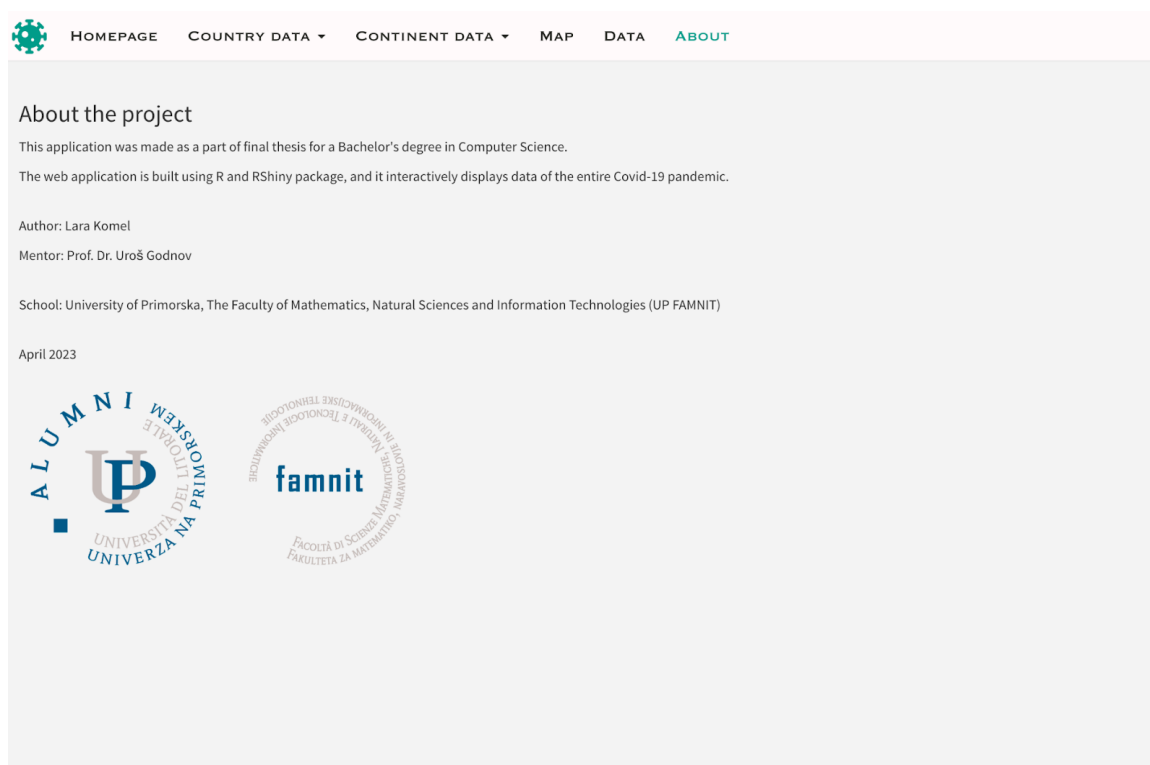 HOMEPAGE COUNTRY DATA CONTINENT DATA MAP DATA ABOUT
About the project
This application was made as a part of final thesis for a Bachelor's degree in Computer Science.
The web application is built using R and RShiny package, and it interactively displays data of the entire Covid-19 pandemic.
Author: Lara Komel
Mentor: Prof. Dr. Uroš Godnov
School: University of Primorska, The Faculty of Mathematics, Natural Sciences and Information Technologies (UP FAMNIT)
April 2023
ALUMNI
UNIVERZA NA PRIMORSKEM
UNIVERSITÀ DEL LITORALE
UP
famnit
FACOLTÀ DI SCIENZE MATEMATICHE, NATURALI E TECNOLOGIE INFORMATICHE
FAKULTETA ZA MATEMATIKO, NARAVOSLOVJE IN INFORMACIJSKE TEHNOLOGIJE